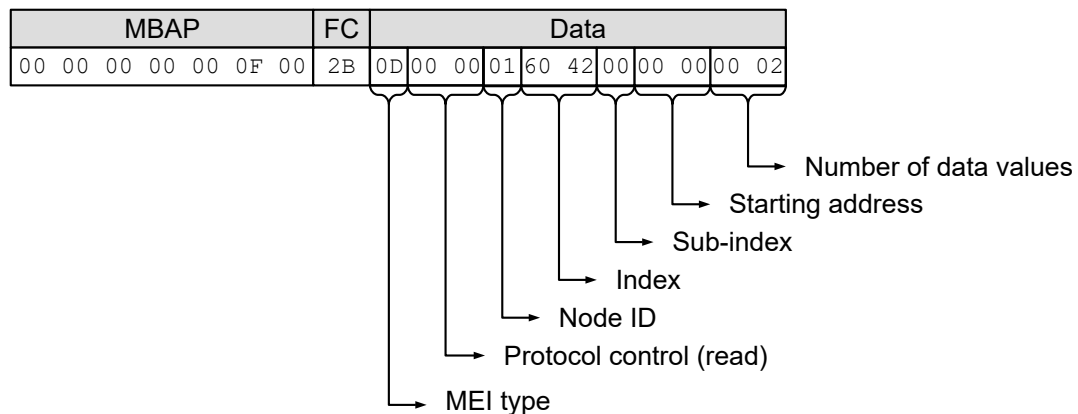 MBAP FC Data
00 00 00 00 00 0F 00 2B 0D 00 00 01 60 42 00 00 00 00 02
Number of data values
Starting address
Sub-index
Index
Node ID
Protocol control (read)
MEI type